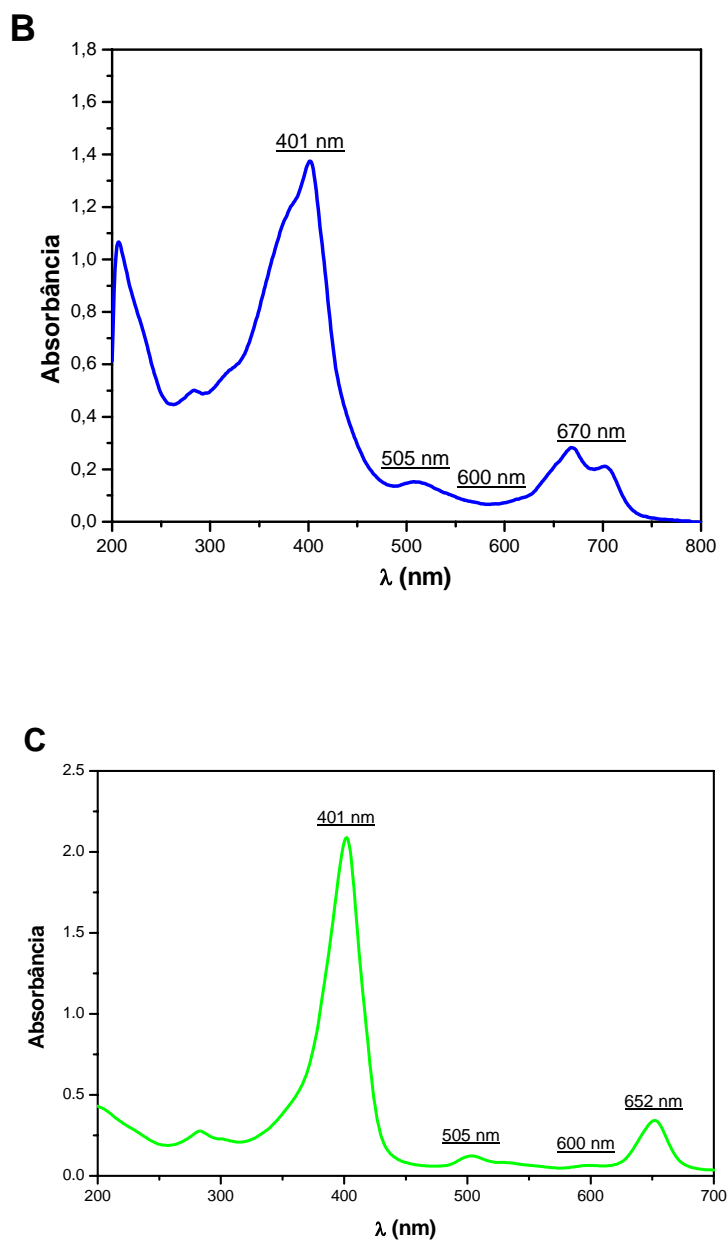 B
1,8
1,6
1,4
1,2
1,0
0,8
0,6
0,4
0,2
0,0
Absorbância
401 nm
505 nm
600 nm
670 nm
200 300 400 500 600 700 800
λ (nm)
C
2.5
2.0
1.5
1.0
0.5
0.0
Absorbância
401 nm
505 nm
600 nm
652 nm
200 300 400 500 600 700
λ (nm)